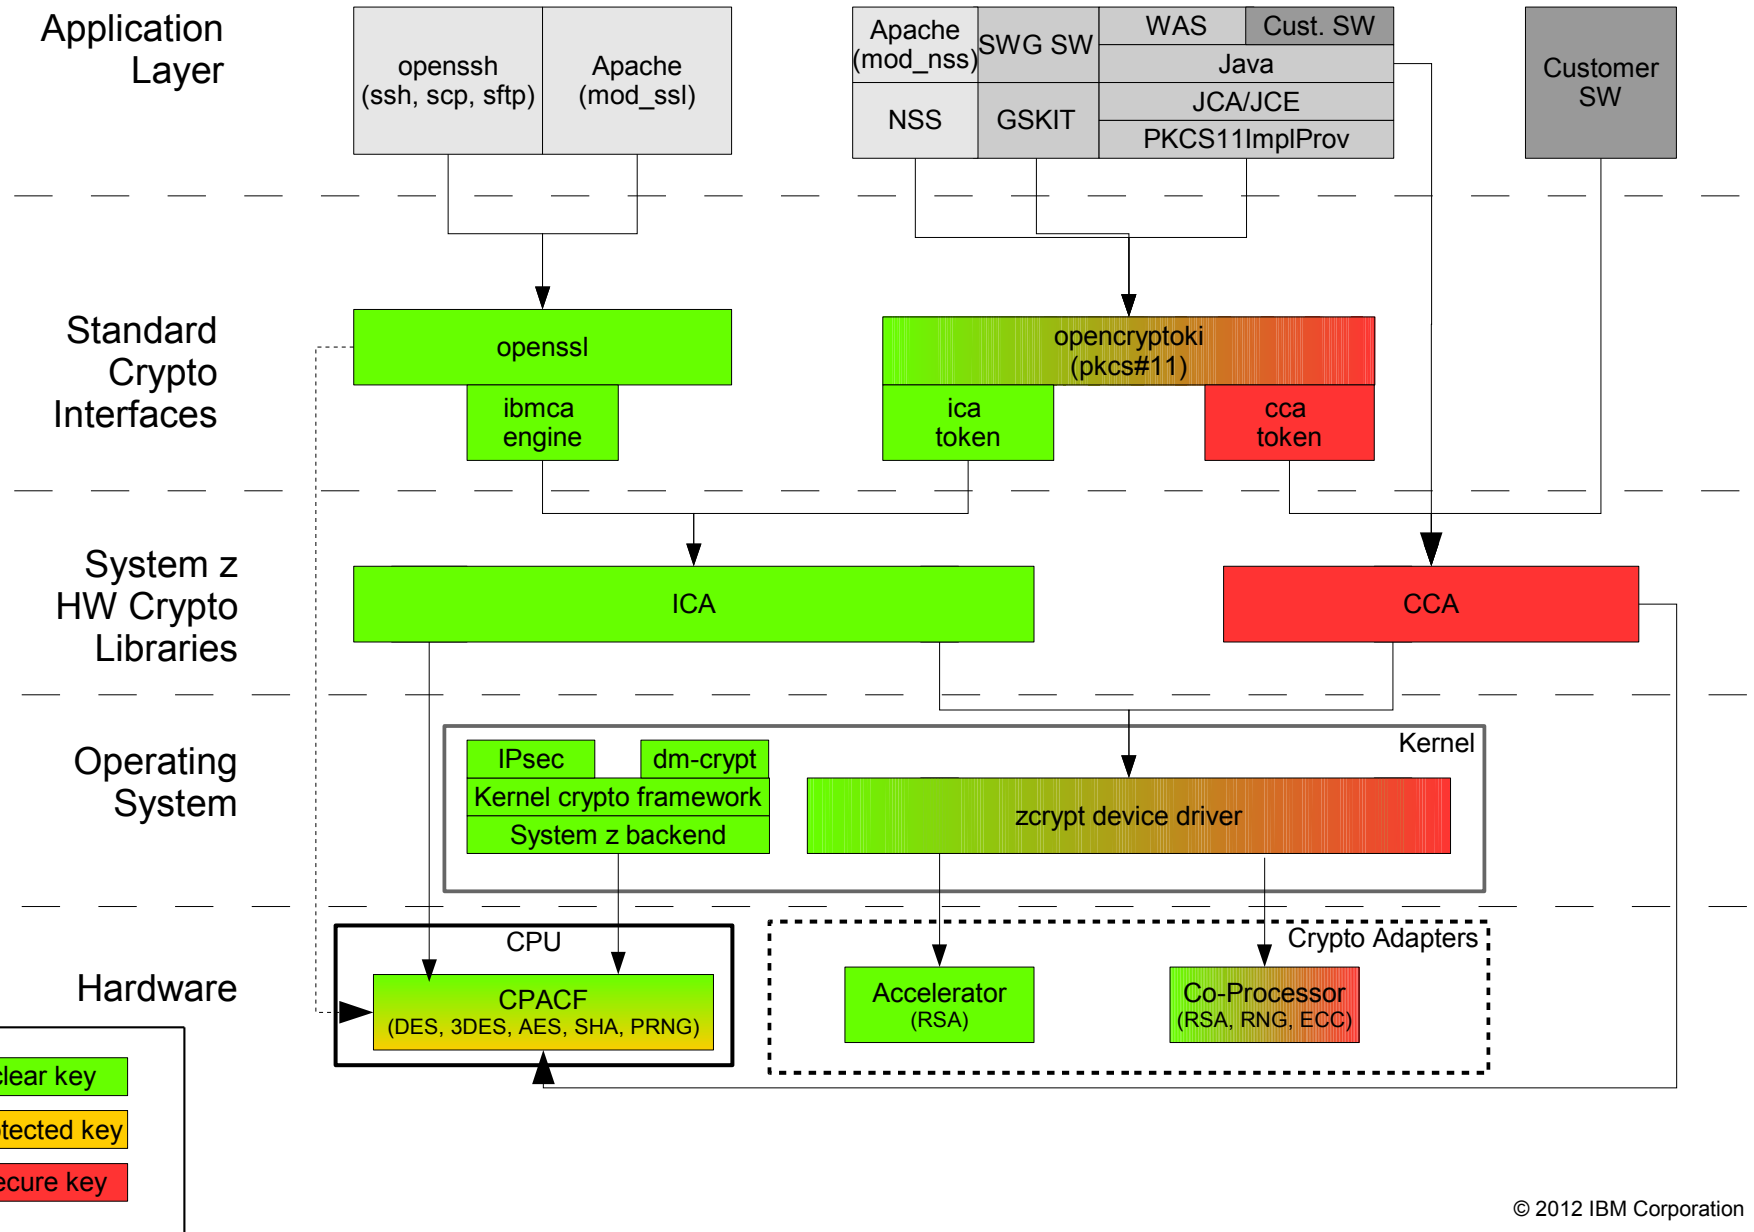 Application
Layer
openssh
(ssh, scp, sftp)
Apache
(mod_ssl)
Apache
(mod_nss)
SWG SW
WAS
Cust. SW
Java
NSS
GSKIT
JCA/JCE
PKCS11ImplProv
Customer
SW
Standard
Crypto
Interfaces
openssl
ibmca
engine
opencryptoki
(pkcs#11)
ica
token
cca
token
System z
HW Crypto
Libraries
ICA
CCA
Operating
System
Kernel
IPsec
dm-crypt
Kernel crypto framework
System z backend
zcrypt device driver
Hardware
CPU
CPACF
(DES, 3DES, AES, SHA, PRNG)
Crypto Adapters
Accelerator
(RSA)
Co-Processor
(RSA, RNG, ECC)
clear key
key
key
© 2012 IBM Corporation